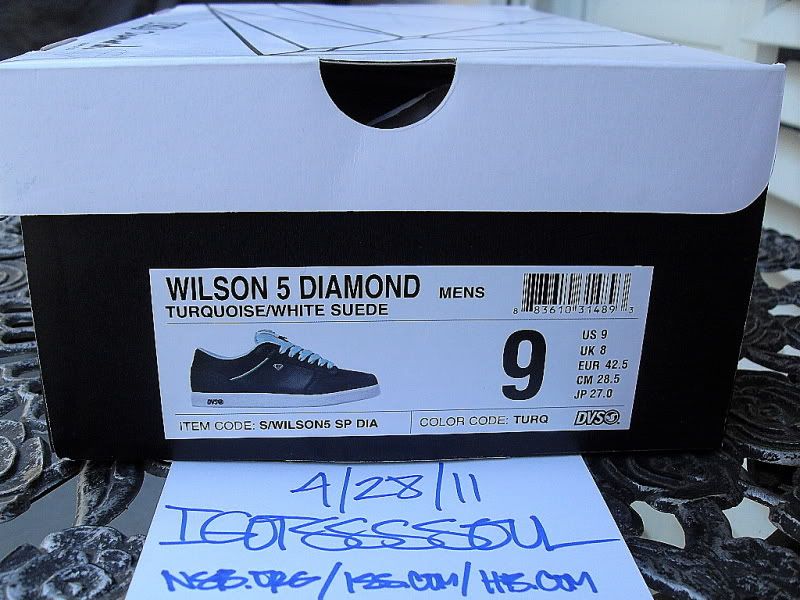 WILSON 5 DIAMOND MENS
TURQUOISE/WHITE SUEDE
8 83610 31489 3
9
US 9
UK 8
EUR 42.5
CM 28.5
JP 27.0
DVS
ITEM CODE: S/WILSON5 SP DIA
COLOR CODE: TURQ
DVS
4/28/11
NSB.ORG/ISS.COM/HB.COM